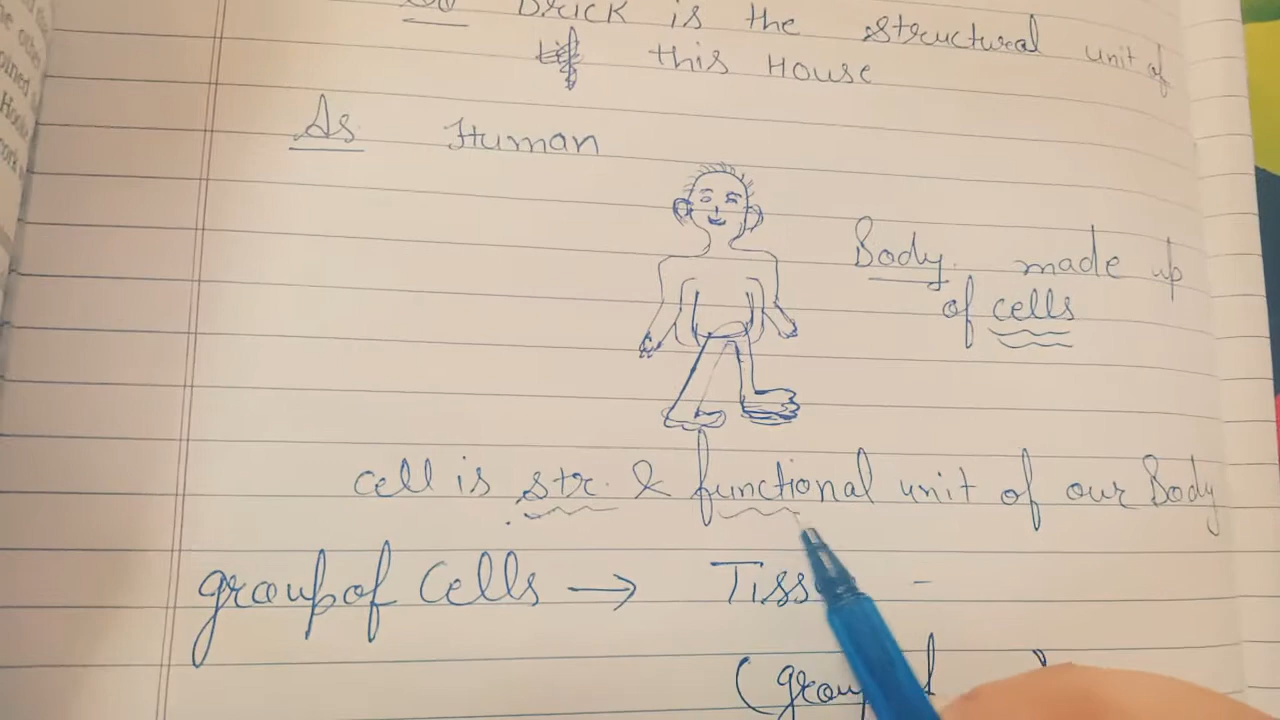 Brick is the structural unit of
this House
As Human
Body made up
of cells
cell is str. & functional unit of our Body
group of cells → Tiss -
(group